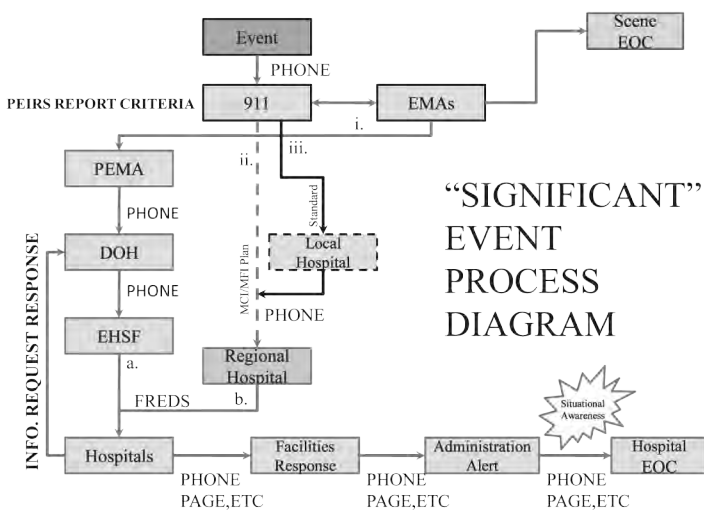 Event
Scene
EOC
PHONE
PEIRS REPORT CRITERIA
911
EMAs
i.
ii.
iii.
PEMA
PHONE
Standard
"SIGNIFICANT"
EVENT
PROCESS
DIAGRAM
INFO. REQUEST RESPONSE
DOH
Local
Hospital
MCI/MFI Plan
PHONE
PHONE
EHSF
a.
Regional
Hospital
b.
FREDS
Situational
Awareness
Hospitals
Facilities
Response
Administration
Alert
Hospital
EOC
PHONE
PAGE,ETC
PHONE
PAGE,ETC
PHONE
PAGE,ETC